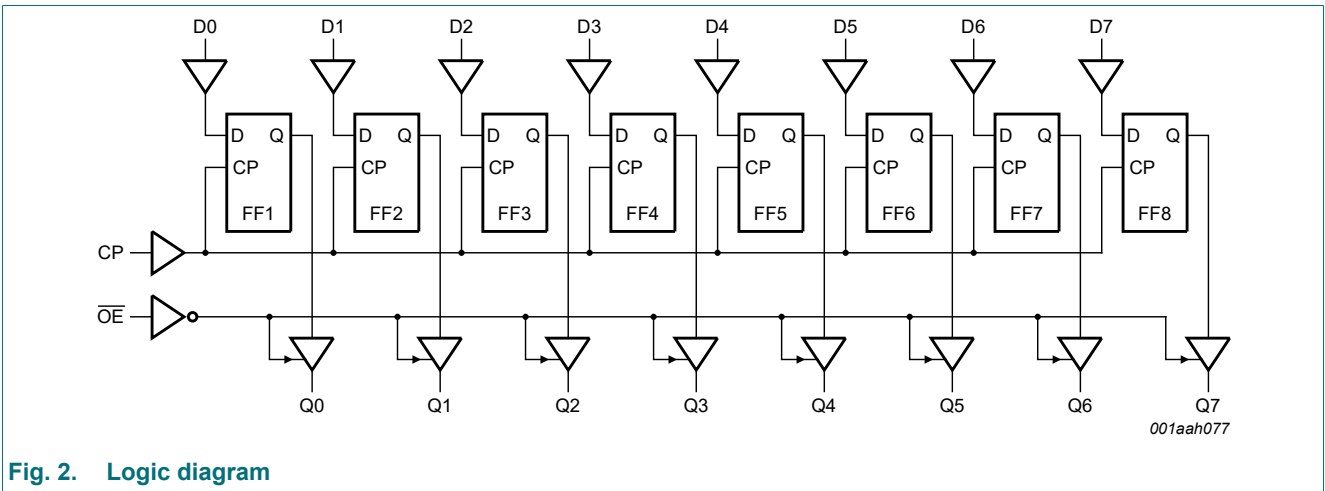 D0 D1 D2 D3 D4 D5 D6 D7
D Q D Q D Q D Q D Q D Q D Q D Q
CP CP CP CP CP CP CP CP
FF1 FF2 FF3 FF4 FF5 FF6 FF7 FF8
CP
O̅E̅
Q0 Q1 Q2 Q3 Q4 Q5 Q6 Q7
001aah077
Fig. 2. Logic diagram